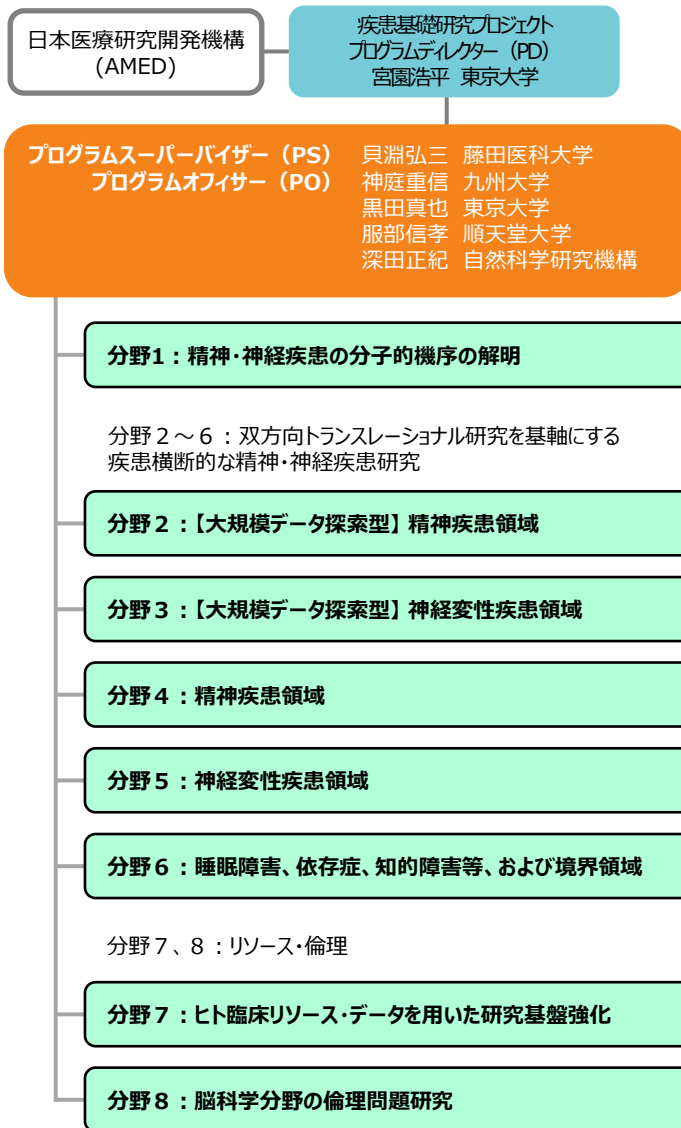 日本医療研究開発機構
(AMED)
疾患基礎研究プロジェクト
プログラムディレクター（PD）
宮園浩平 東京大学
プログラムスーパーバイザー（PS） 貝淵弘三 藤田医科大学
プログラムオフィサー（PO） 神庭重信 九州大学
黒田真也 東京大学
服部信孝 順天堂大学
深田正紀 自然科学研究機構
分野1：精神・神経疾患の分子的機序の解明
分野２～６：双方向トランスレーショナル研究を基軸にする
疾患横断的な精神・神経疾患研究
分野２：【大規模データ探索型】精神疾患領域
分野３：【大規模データ探索型】神経変性疾患領域
分野４：精神疾患領域
分野５：神経変性疾患領域
分野６：睡眠障害、依存症、知的障害等、および境界領域
分野７、８：リソース・倫理
分野７：ヒト臨床リソース・データを用いた研究基盤強化
分野８：脳科学分野の倫理問題研究